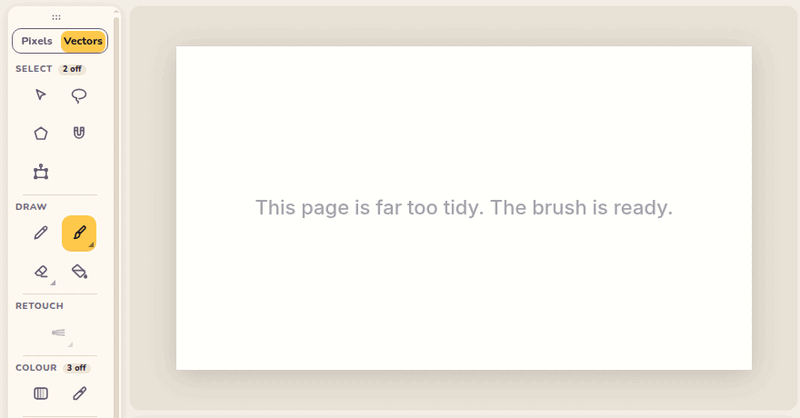 Pixels Vectors
SELECT 2 off
DRAW
RETOUCH
COLOUR 3 off
This page is far too tidy. The brush is ready.